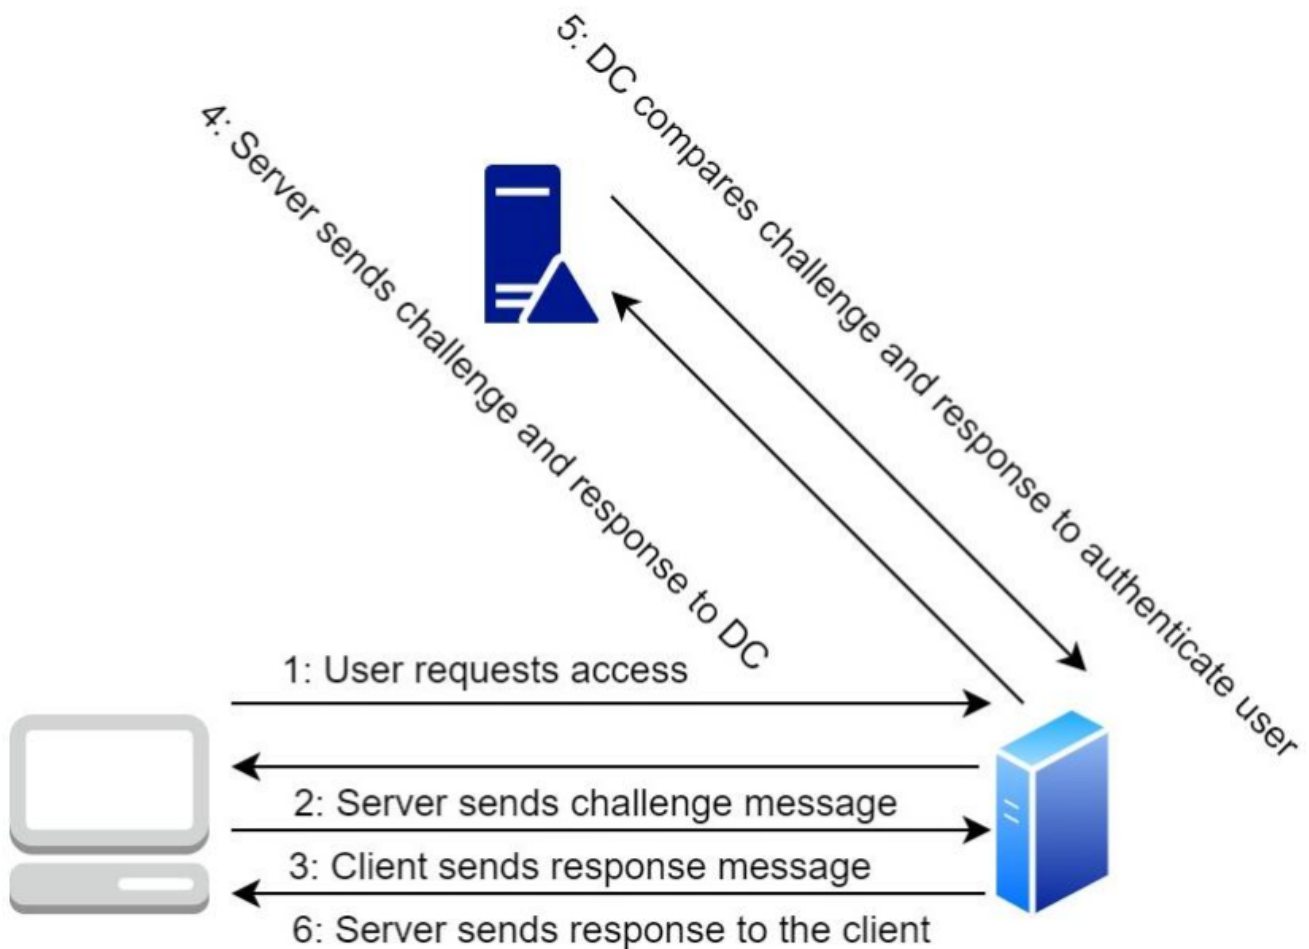 5: DC compares challenge and response to authenticate user
4: Server sends challenge and response to DC
1: User requests access
2: Server sends challenge message
3: Client sends response message
6: Server sends response to the client